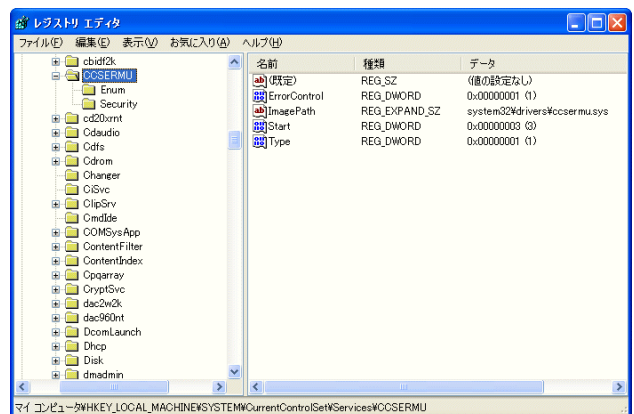 レジストリ エディタ
ファイル(F) 編集(E) 表示(V) お気に入り(A) ヘルプ(H)
cbidf2k
CCSERMU
Enum
Security
cd20xrnt
Cdaudio
Cdfs
Cdrom
Changer
CiSvc
ClipSrv
CmdIde
COMSysApp
ContentFilter
ContentIndex
Cpqarray
CryptSvc
dac2w2k
dac960nt
DcomLaunch
Dhcp
Disk
dmadmin
名前 種類 データ
(既定) REG_SZ (値の設定なし)
ErrorControl REG_DWORD 0x00000001 (1)
ImagePath REG_EXPAND_SZ system32¥drivers¥ccsermu.sys
Start REG_DWORD 0x00000003 (3)
Type REG_DWORD 0x00000001 (1)
マイ コンピュータ¥HKEY_LOCAL_MACHINE¥SYSTEM¥CurrentControlSet¥Services¥CCSERMU